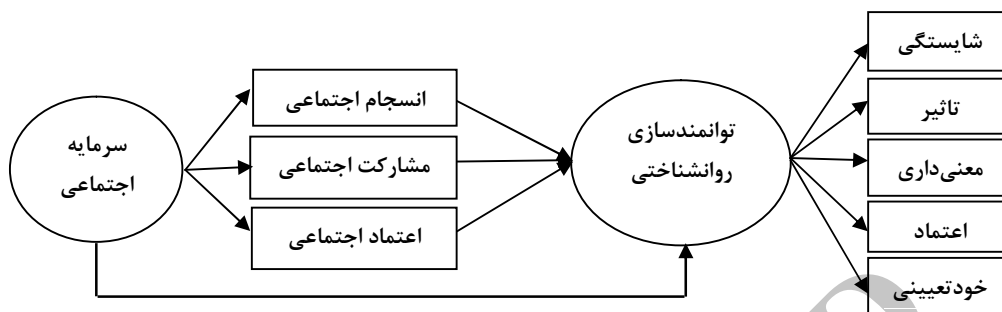 سرمایه
اجتماعی
انسجام اجتماعی
مشارکت اجتماعی
اعتماد اجتماعی
توانمندسازی
روانشناختی
شایستگی
تاثیر
معنی‌داری
اعتماد
خودتعیینی